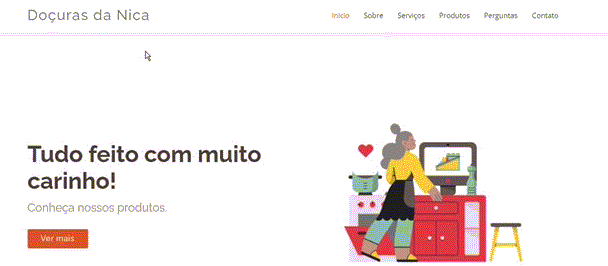 Doçuras da Nica
Início Sobre Serviços Produtos Perguntas Contato
Tudo feito com muito
carinho!
Conheça nossos produtos.
Ver mais